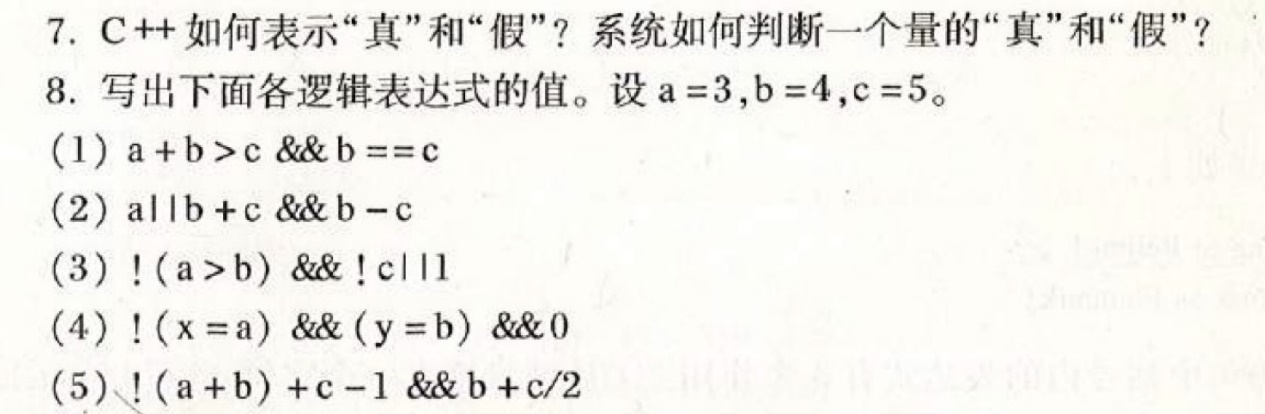 7. C++如何表示“真”和“假”？系统如何判断一个量的“真”和“假”？
8. 写出下面各逻辑表达式的值。设 a=3,b=4,c=5。
(1) a+b>c &&b==c
(2) a||b+c &&b-c
(3) !(a>b) &&!c||1
(4) !(x=a) &&(y=b) &&0
(5) !(a+b)+c-1 &&b+c/2